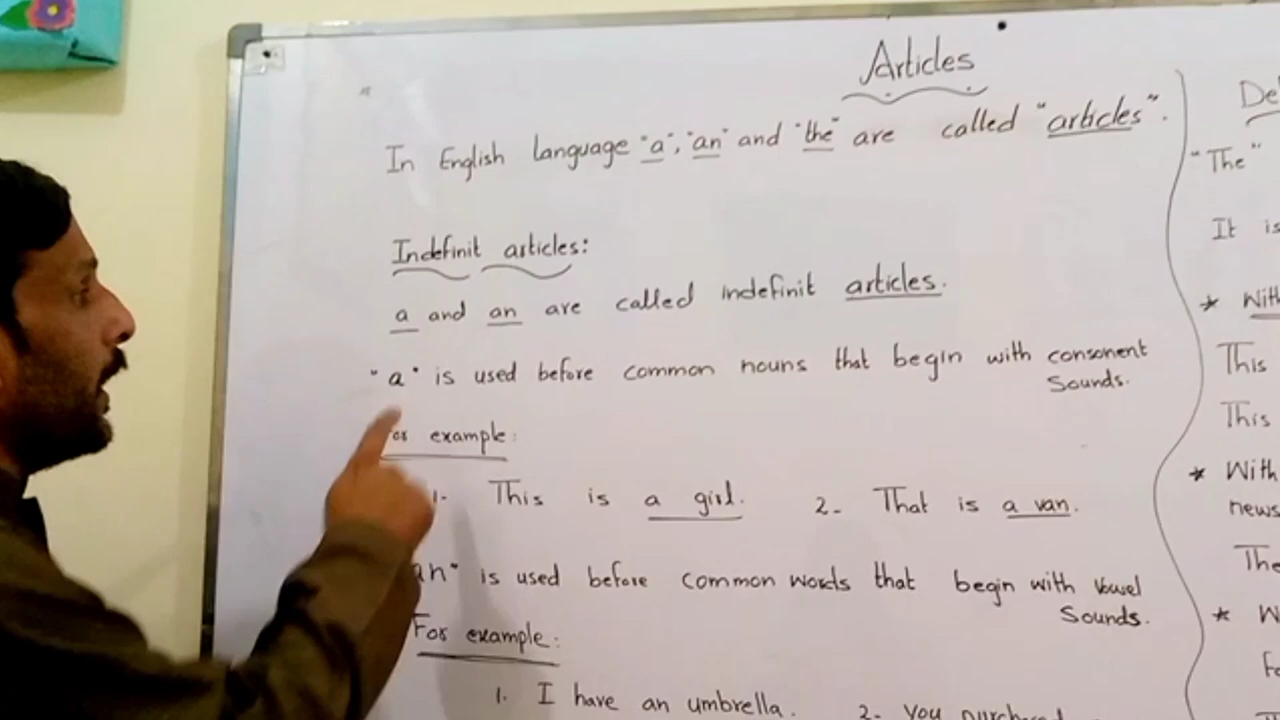 Articles
In English language "a", "an" and "the" are called "articles".
Indefinit articles:
a and an are called indefinit articles.
"a" is used before common nouns that begin with consonent
Sounds.
For example:
1. This is a girl. 2. That is a van.
an" is used before common words that begin with vowel
Sounds.
For example:
1. I have an umbrella. 2. you purchased
"The"
It is
* With
This
This
* With
news
The
* W